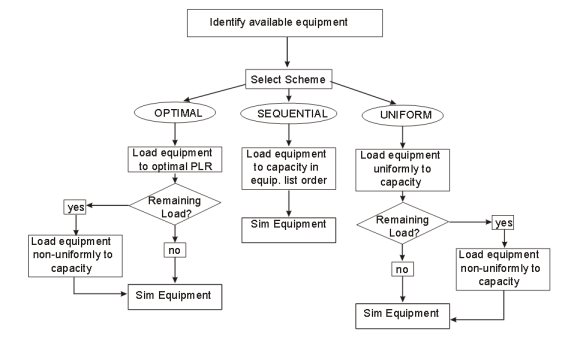 Identify available equipment
Select Scheme
OPTIMAL
SEQUENTIAL
UNIFORM
Load equipment
to optimal PLR
Load equipment
to capacity in
equip. list order
Load equipment
uniformly to
capacity
Remaining
Load?
yes
no
Load equipment
non-uniformly to
capacity
Sim Equipment
Sim Equipment
Remaining
Load?
yes
no
Load equipment
non-uniformly to
capacity
Sim Equipment